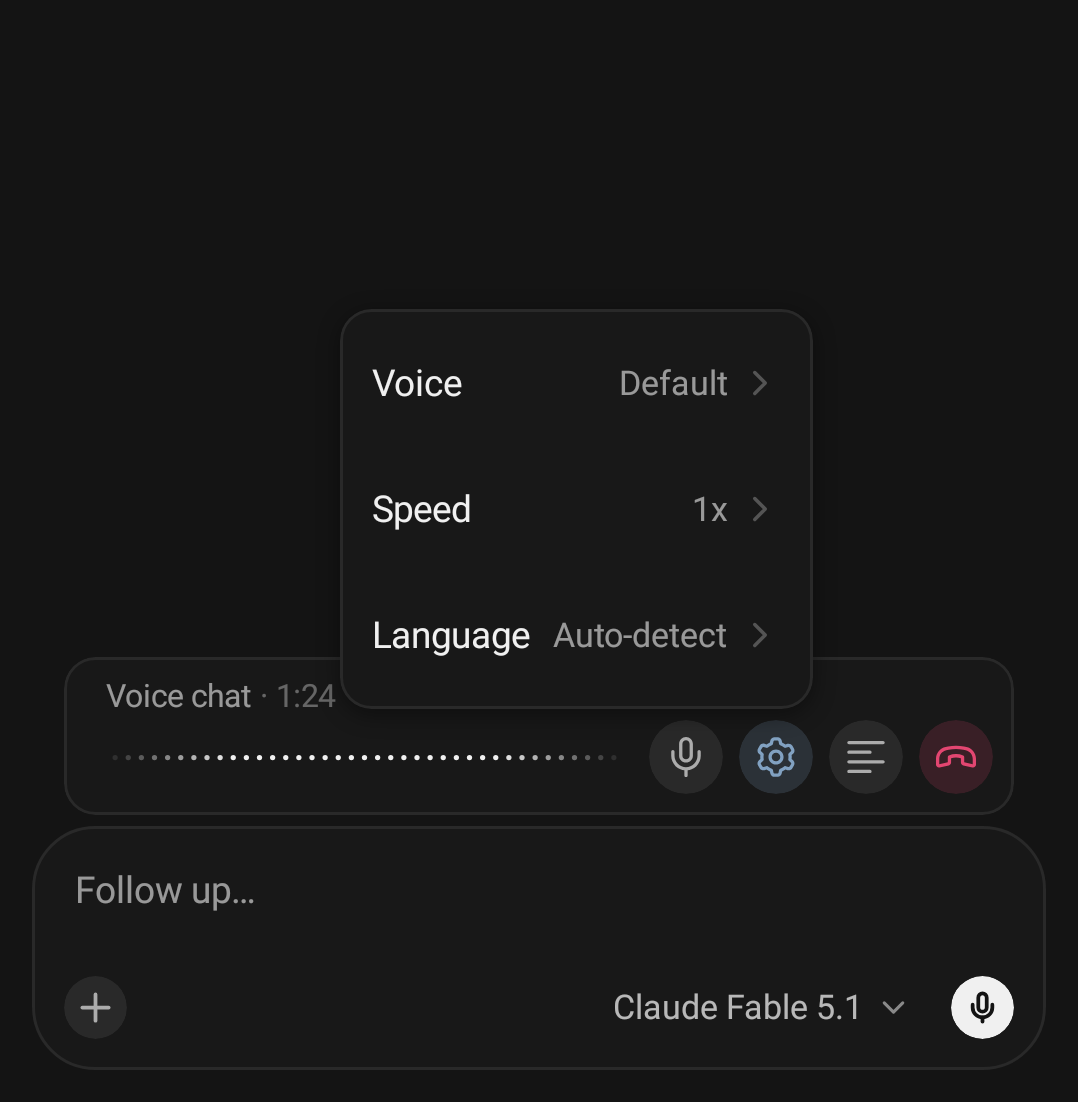 Voice Default
Speed 1x
Language Auto-detect
Voice chat · 1:24
Follow up...
Claude Fable 5.1